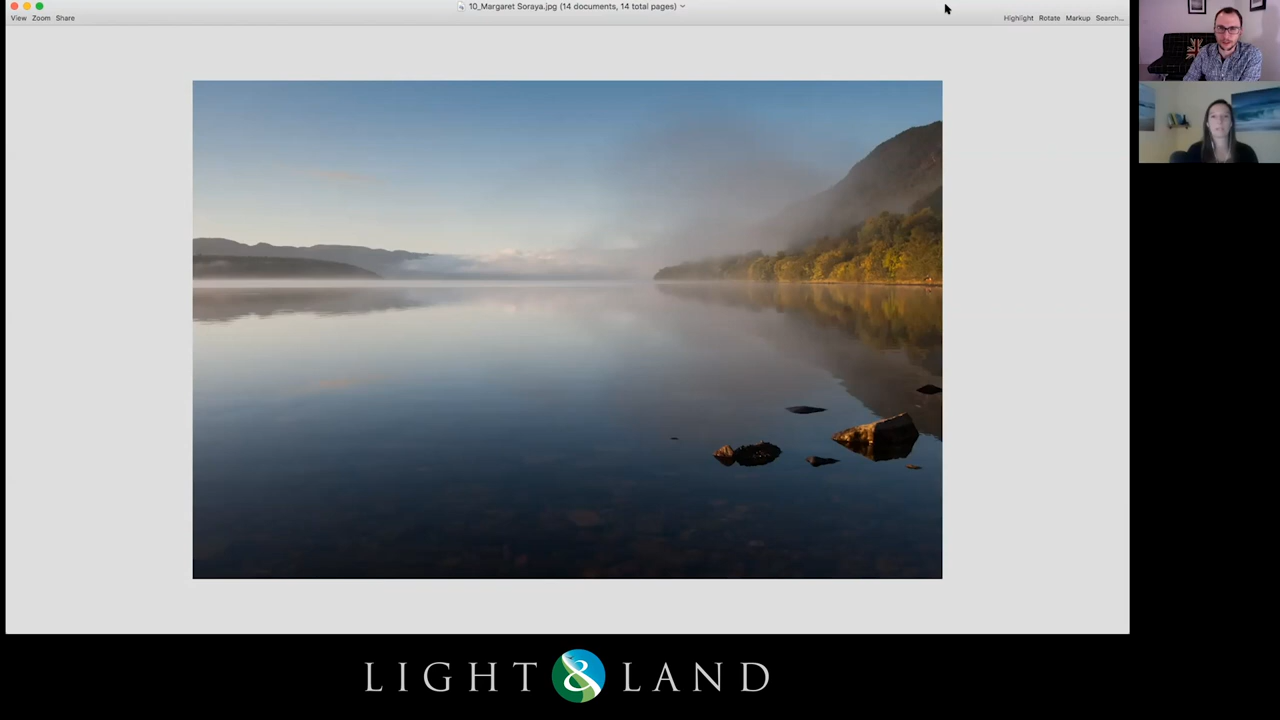 10_Margaret Soraya.jpg (14 documents, 14 total pages)
View Zoom Share
Highlight Rotate Markup Search...
LIGHT & LAND